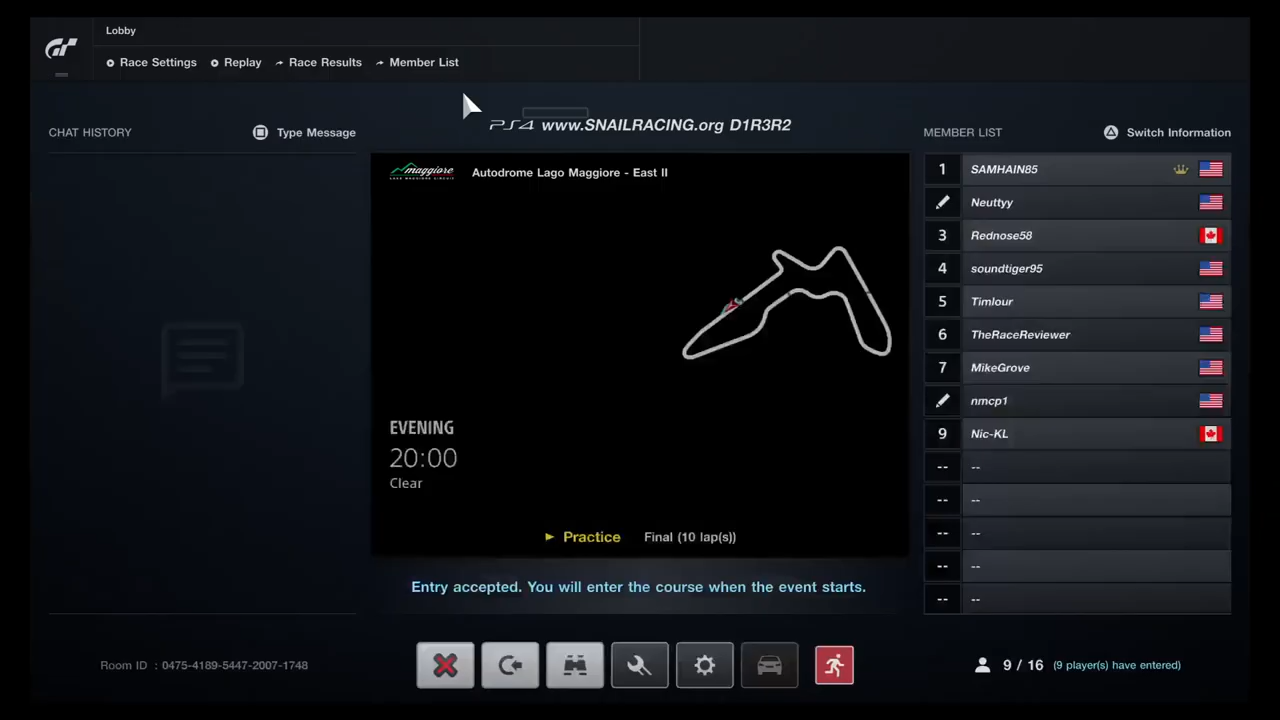 Lobby
Race Settings
Replay
Race Results
Member List
PS4 www.SNAILRACING.org D1R3R2
CHAT HISTORY
Type Message
maggiore
Autodrome Lago Maggiore - East II
EVENING
20:00
Clear
Practice Final (10 lap(s))
Entry accepted. You will enter the course when the event starts.
MEMBER LIST
Switch Information
1 SAMHAIN85
Neuttyy
3 Rednose58
4 soundtiger95
5 Timlour
6 TheRaceReviewer
7 MikeGrove
nmcp1
9 Nic-KL
-- --
-- --
-- --
-- --
-- --
Room ID : 0475-4189-5447-2007-1748
9 / 16 (9 player(s) have entered)